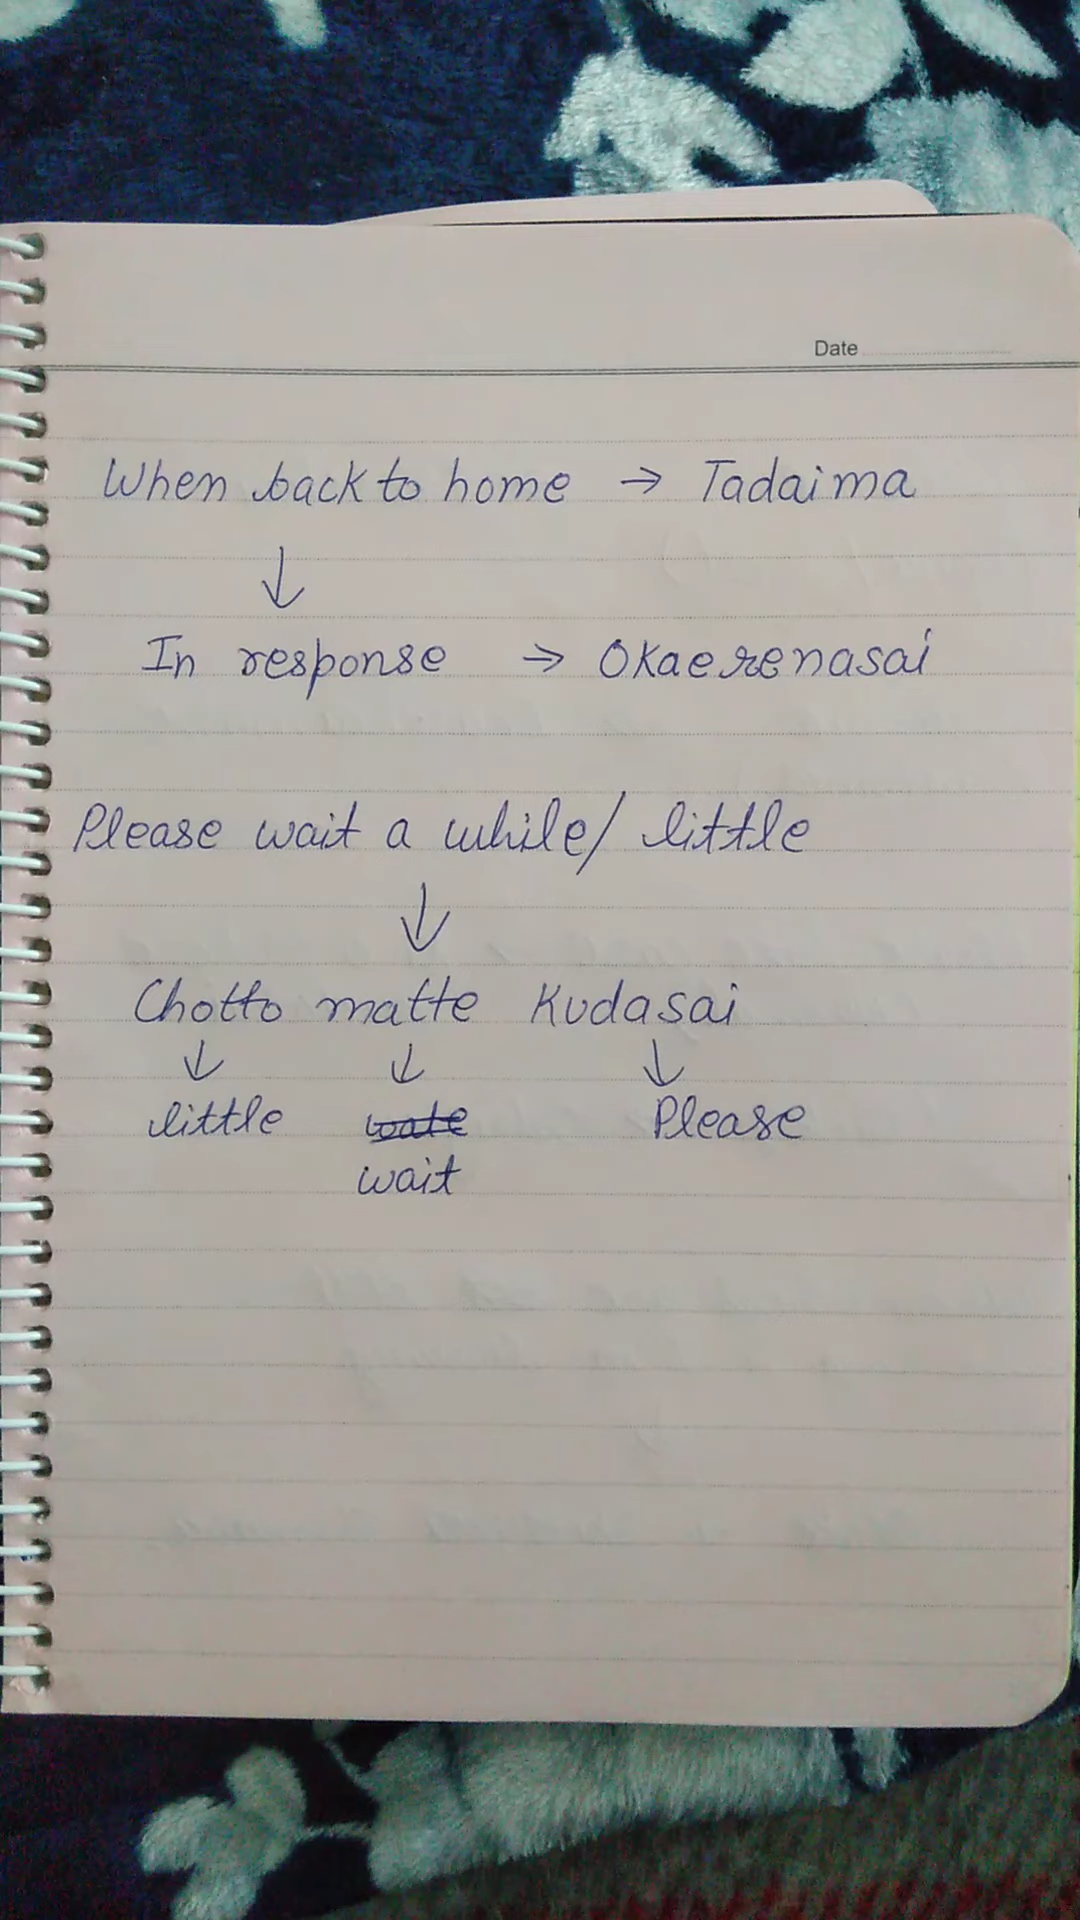 Date
When back to home → Tadaima
↓
In response → Okaerenasai
Please wait a while/ little
↓
Chotto matte Kudasai
↓ ↓ ↓
little ~~wate~~ Please
wait